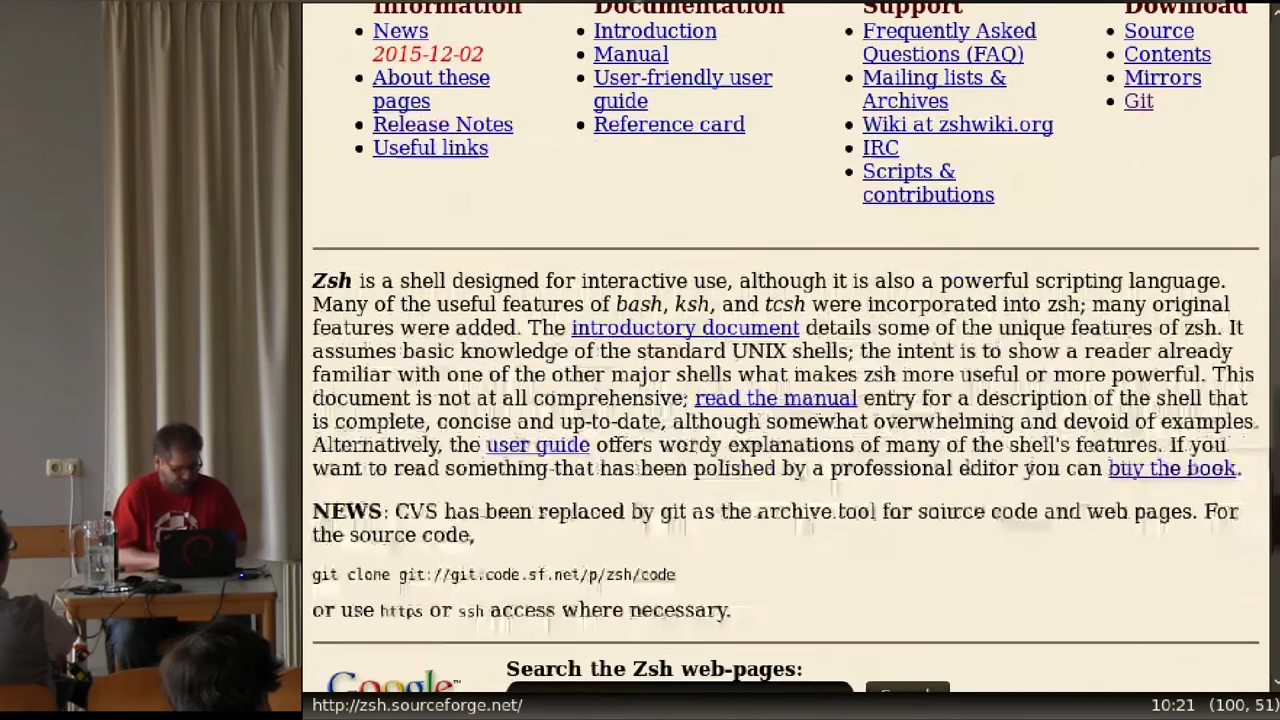 Information
News
2015-12-02
About these
pages
Release Notes
Useful links
Documentation
Introduction
Manual
User-friendly user
guide
Reference card
Support
Frequently Asked
Questions (FAQ)
Mailing lists &
Archives
Wiki at zshwiki.org
IRC
Scripts &
contributions
Download
Source
Contents
Mirrors
Git
Zsh is a shell designed for interactive use, although it is also a powerful scripting language.
Many of the useful features of bash, ksh, and tcsh were incorporated into zsh; many original
features were added. The introductory document details some of the unique features of zsh. It
assumes basic knowledge of the standard UNIX shells; the intent is to show a reader already
familiar with one of the other major shells what makes zsh more useful or more powerful. This
document is not at all comprehensive; read the manual entry for a description of the shell that
is complete, concise and up-to-date, although somewhat overwhelming and devoid of examples.
Alternatively, the user guide offers wordy explanations of many of the shell's features. If you
want to read something that has been polished by a professional editor you can buy the book.
NEWS: CVS has been replaced by git as the archive tool for source code and web pages. For
the source code,
git clone git://git.code.sf.net/p/zsh/code
or use https or ssh access where necessary.
Google™
Search the Zsh web-pages:
http://zsh.sourceforge.net/
10:21 (100, 51)